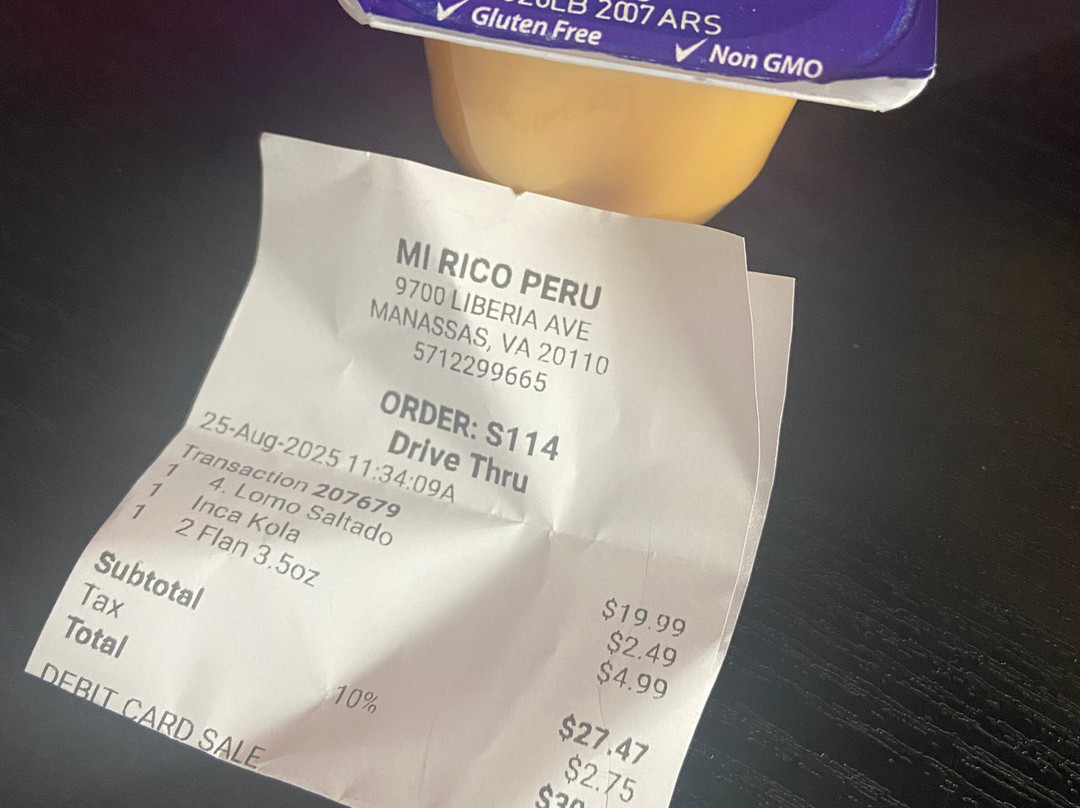 2007 ARS
✓ Gluten Free ✓ Non GMO
MI RICO PERU
9700 LIBERIA AVE
MANASSAS, VA 20110
5712299665
ORDER: S114
Drive Thru
25-Aug-2025 11:34:09A
Transaction 207679
1 4. Lomo Saltado $19.99
1 Inca Kola $2.49
1 2 Flan 3.5oz $4.99
Subtotal $27.47
Tax 10% $2.75
Total
DEBIT CARD SALE